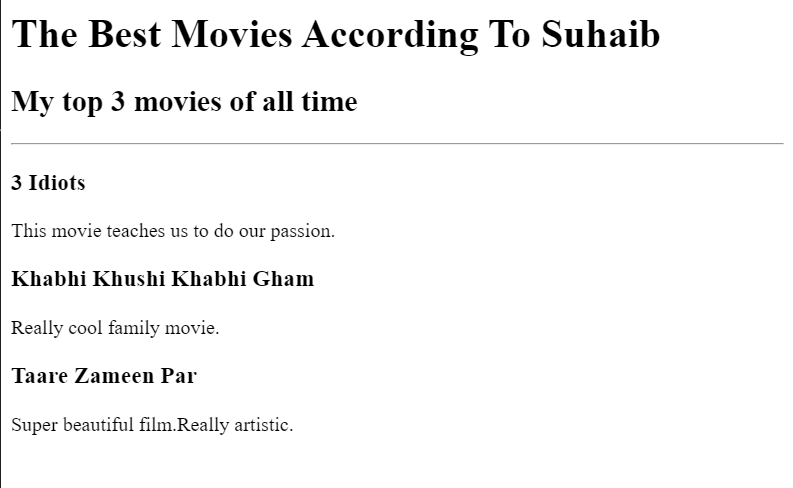 The Best Movies According To Suhaib
My top 3 movies of all time
3 Idiots
This movie teaches us to do our passion.
Khabhi Khushi Khabhi Gham
Really cool family movie.
Taare Zameen Par
Super beautiful film.Really artistic.